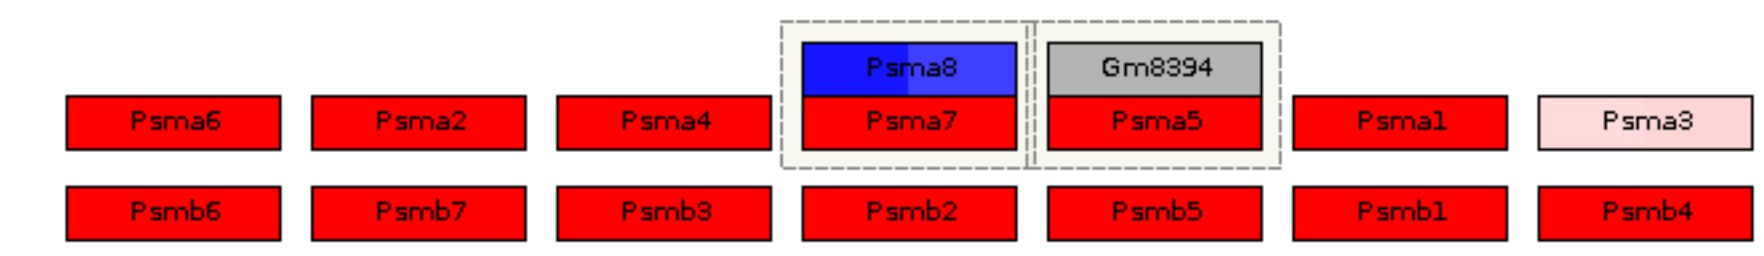 Psma8 Gm8394
Psma6 Psma2 Psma4 Psma7 Psma5 Psma1 Psma3
Psmb6 Psmb7 Psmb3 Psmb2 Psmb5 Psmb1 Psmb4